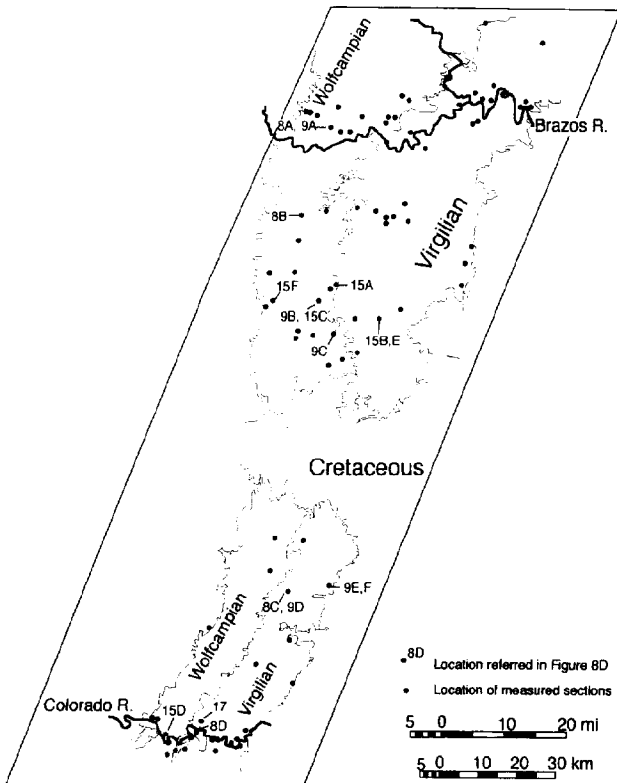 Wolfcampian
8A, 9A
Brazos R.
8B
Virgilian
15F
15A
9B, 15C
9C
15B,E
Cretaceous
9E,F
8C, 9D
Wolfcampian
Virgilian
Colorado R.
15D
17
8D
8D
Location referred in Figure 8D
Location of measured sections
5 0 10 20 mi
5 0 10 20 30 km